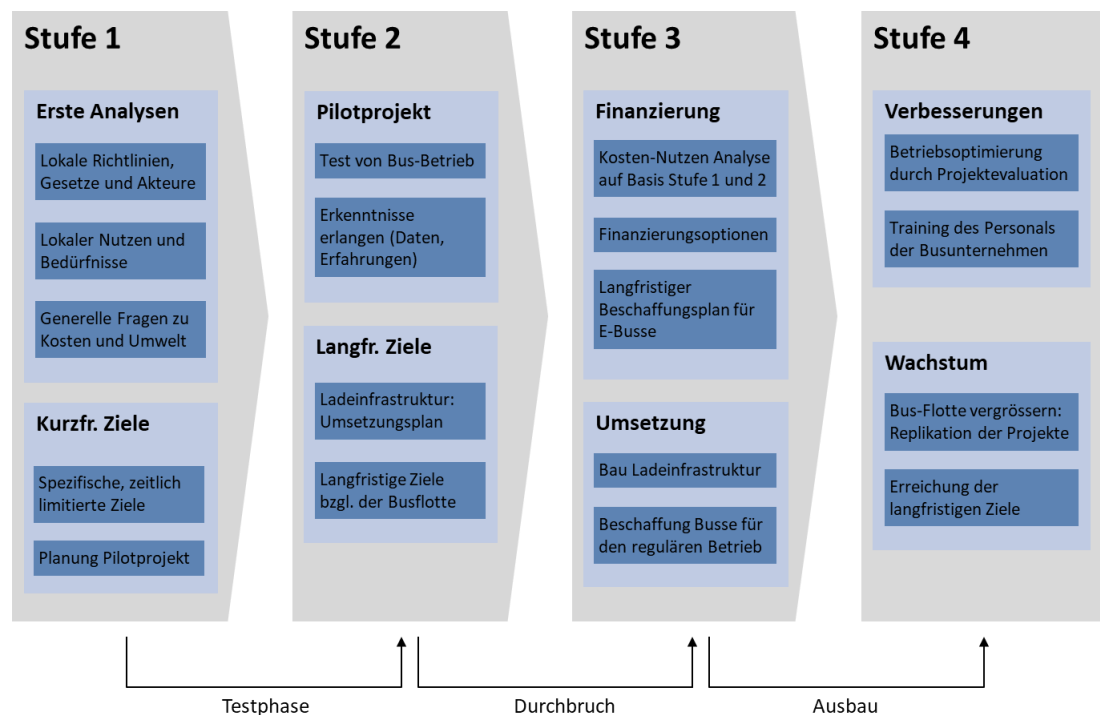 Stufe 1
Erste Analysen
Lokale Richtlinien,
Gesetze und Akteure
Lokaler Nutzen und
Bedürfnisse
Generelle Fragen zu
Kosten und Umwelt
Kurzfr. Ziele
Spezifische, zeitlich
limitierte Ziele
Planung Pilotprojekt
Stufe 2
Pilotprojekt
Test von Bus-Betrieb
Erkenntnisse
erlangen (Daten,
Erfahrungen)
Langfr. Ziele
Ladeinfrastruktur:
Umsetzungsplan
Langfristige Ziele
bzgl. der Busflotte
Stufe 3
Finanzierung
Kosten-Nutzen Analyse
auf Basis Stufe 1 und 2
Finanzierungsoptionen
Langfristiger
Beschaffungsplan für
E-Busse
Umsetzung
Bau Ladeinfrastruktur
Beschaffung Busse für
den regulären Betrieb
Stufe 4
Verbesserungen
Betriebsoptimierung
durch Projektevaluation
Training des Personals
der Busunternehmen
Wachstum
Bus-Flotte vergrössern:
Replikation der Projekte
Erreichung der
langfristigen Ziele
Testphase
Durchbruch
Ausbau